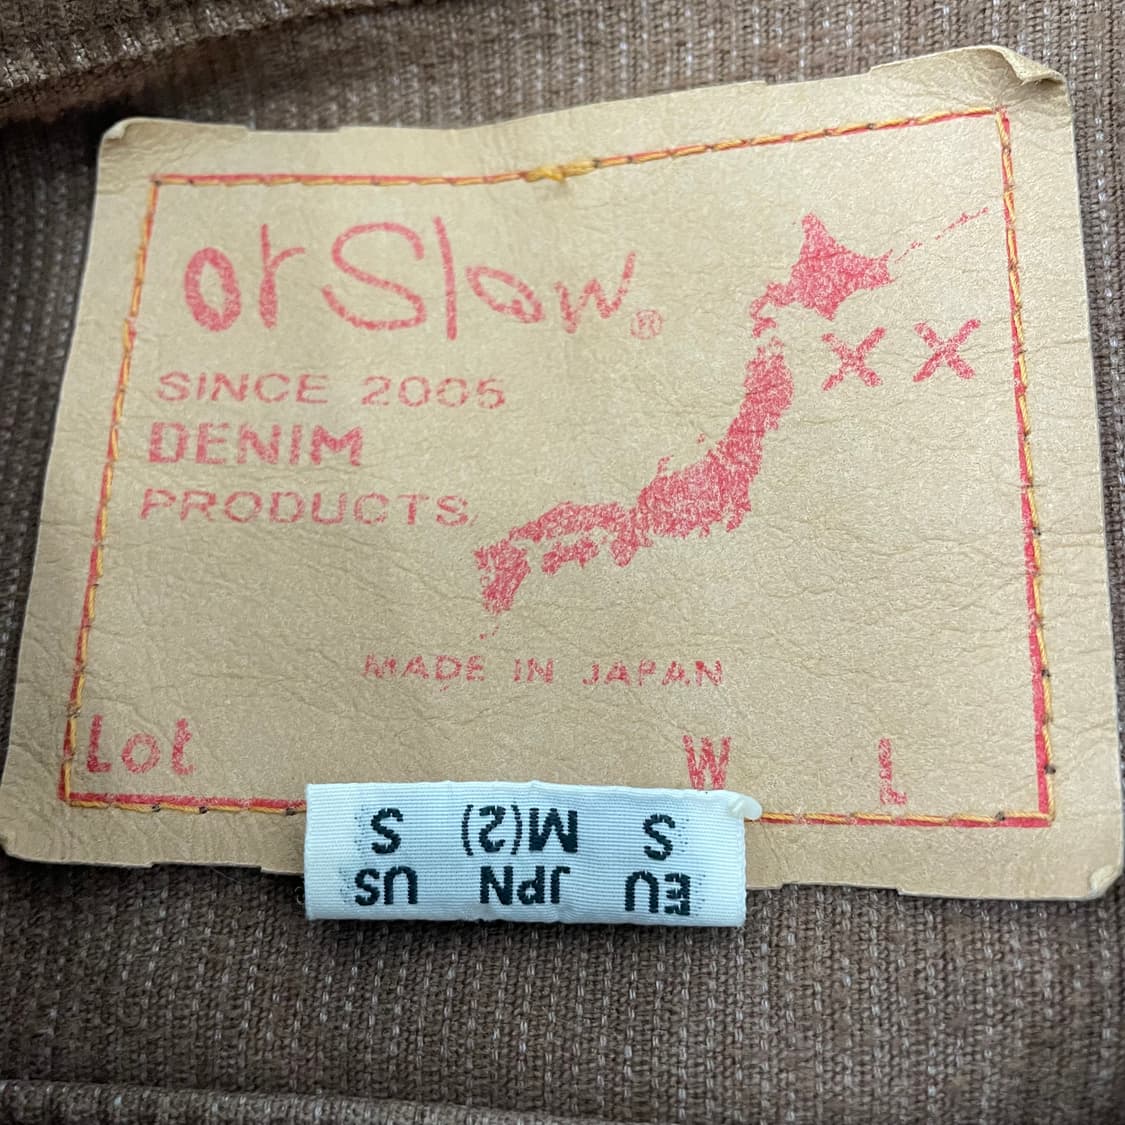 orSlow®
SINCE 2005
DENIM
PRODUCTS
XX
MADE IN JAPAN
Lot W L
EU JPN US
S M(2) S